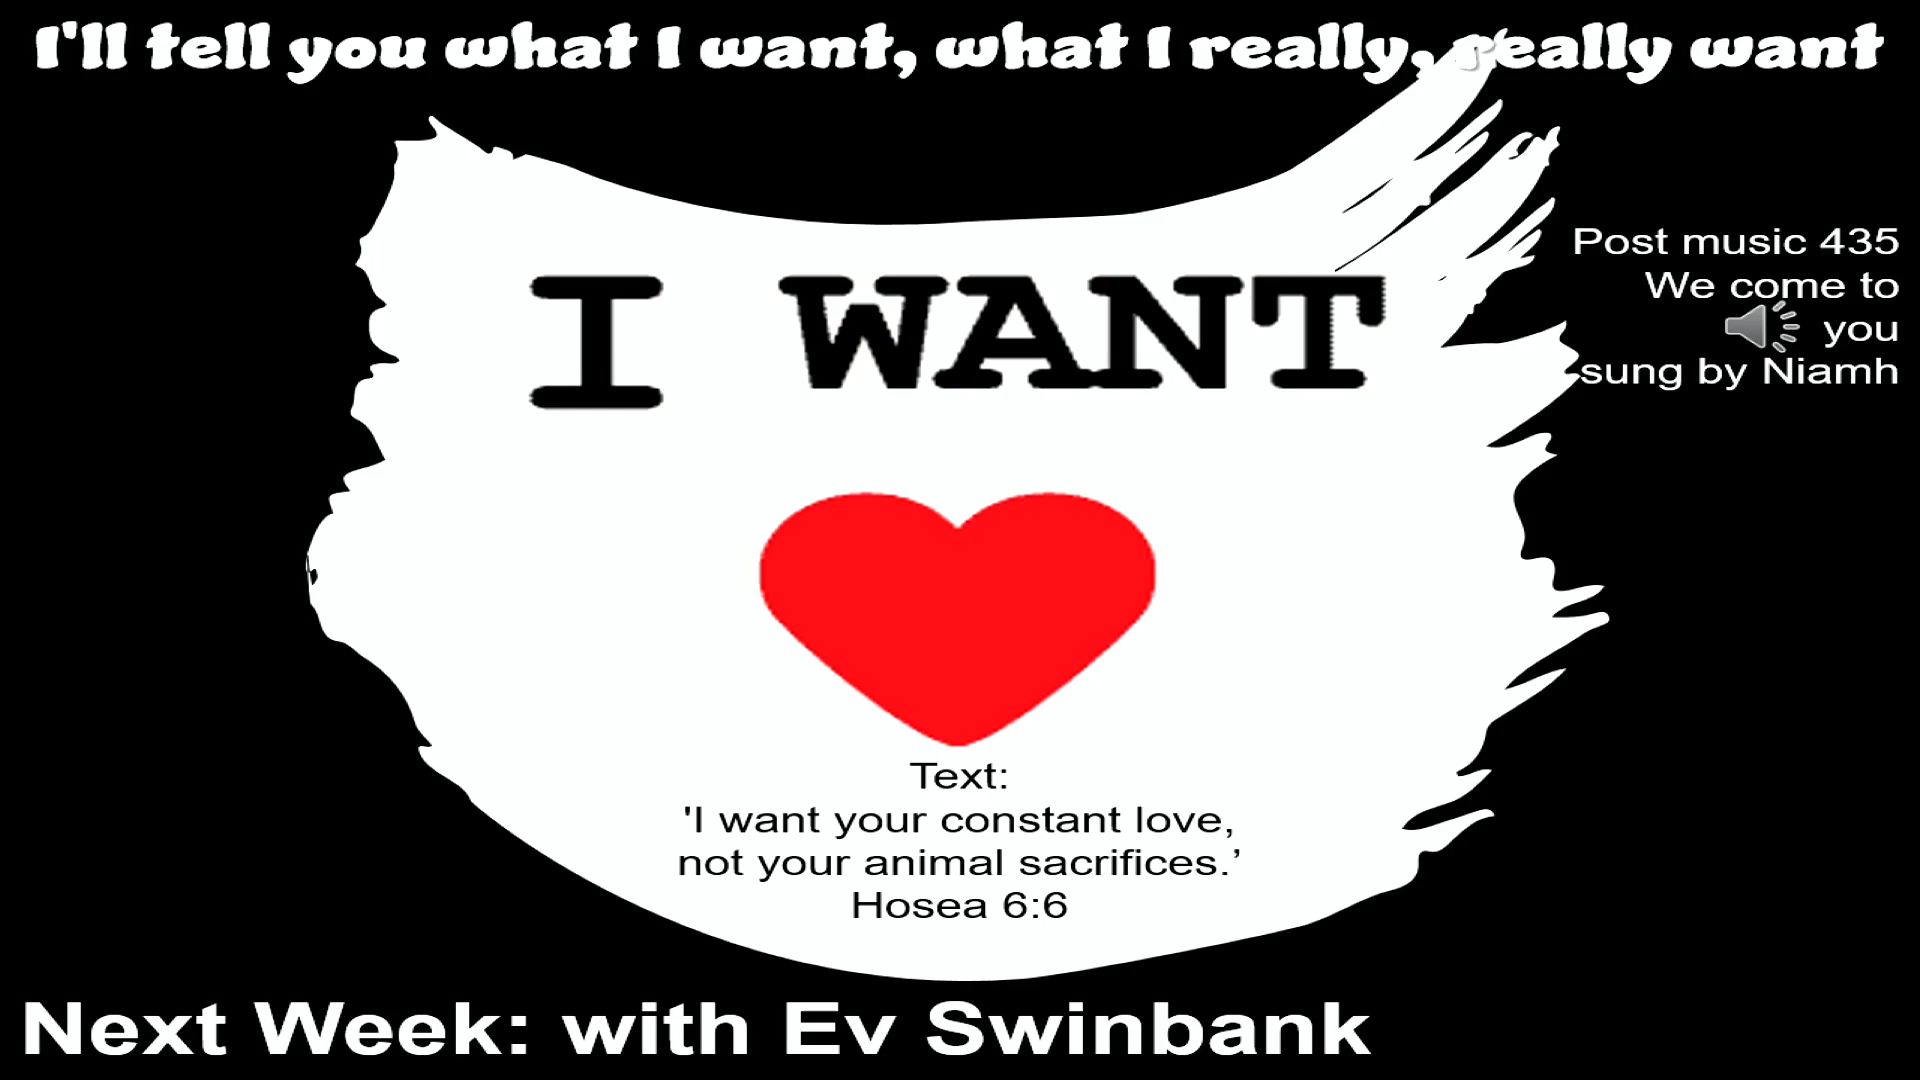 I'll tell you what I want, what I really, really want
Post music 435
We come to
you
sung by Niamh
I WANT
Text:
'I want your constant love,
not your animal sacrifices.’
Hosea 6:6
Next Week: with Ev Swinbank